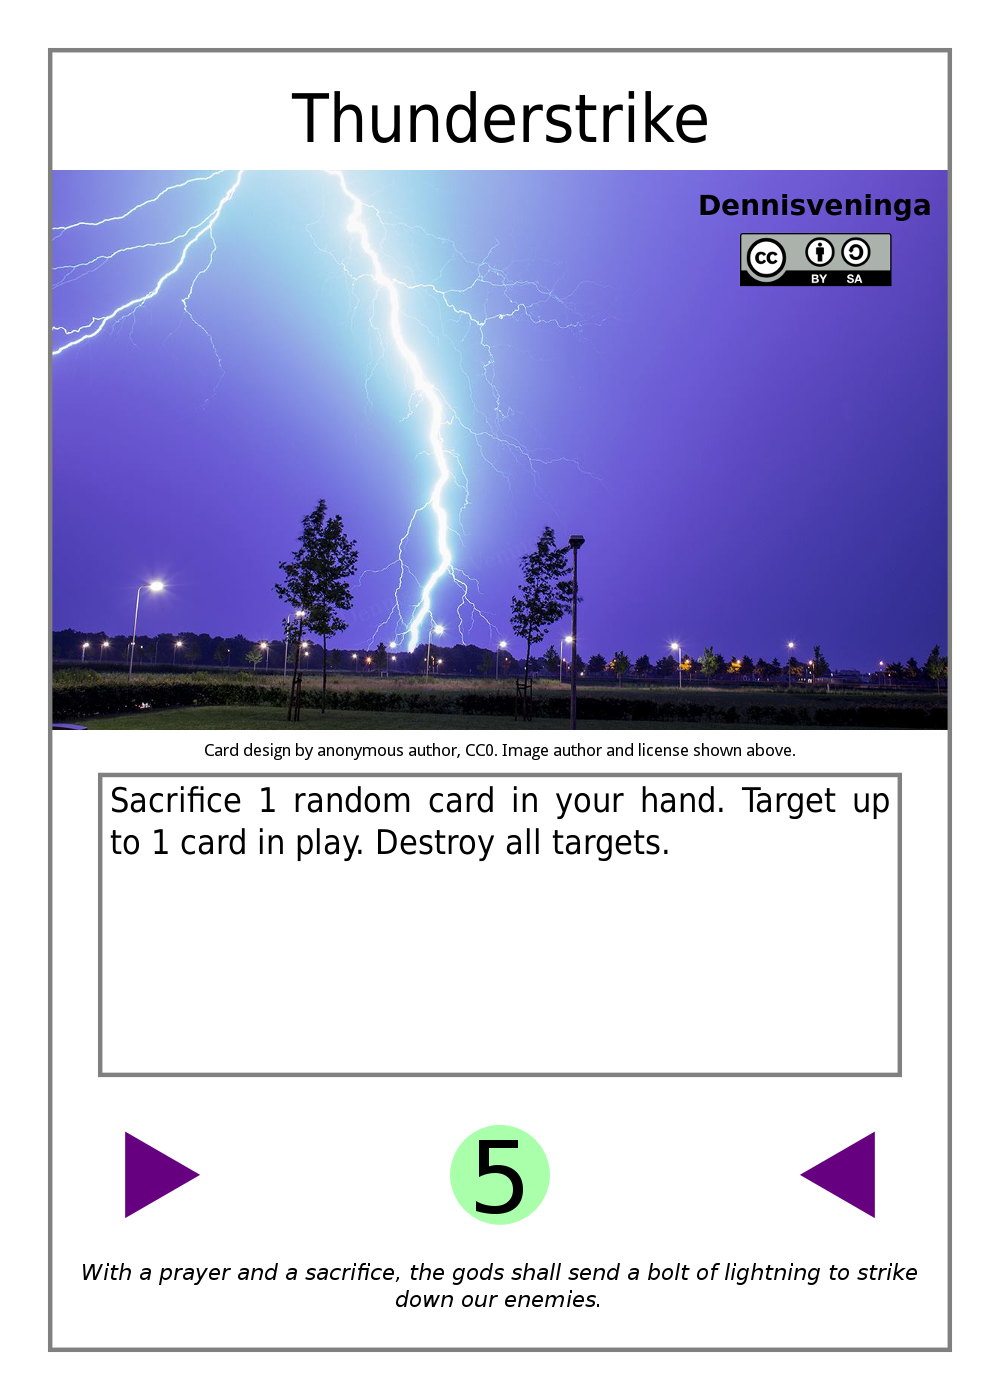 Thunderstrike
Dennisveninga
cc
BY SA
Card design by anonymous author, CC0. Image author and license shown above.
Sacrifice 1 random card in your hand. Target up
to 1 card in play. Destroy all targets.
5
With a prayer and a sacrifice, the gods shall send a bolt of lightning to strike
down our enemies.